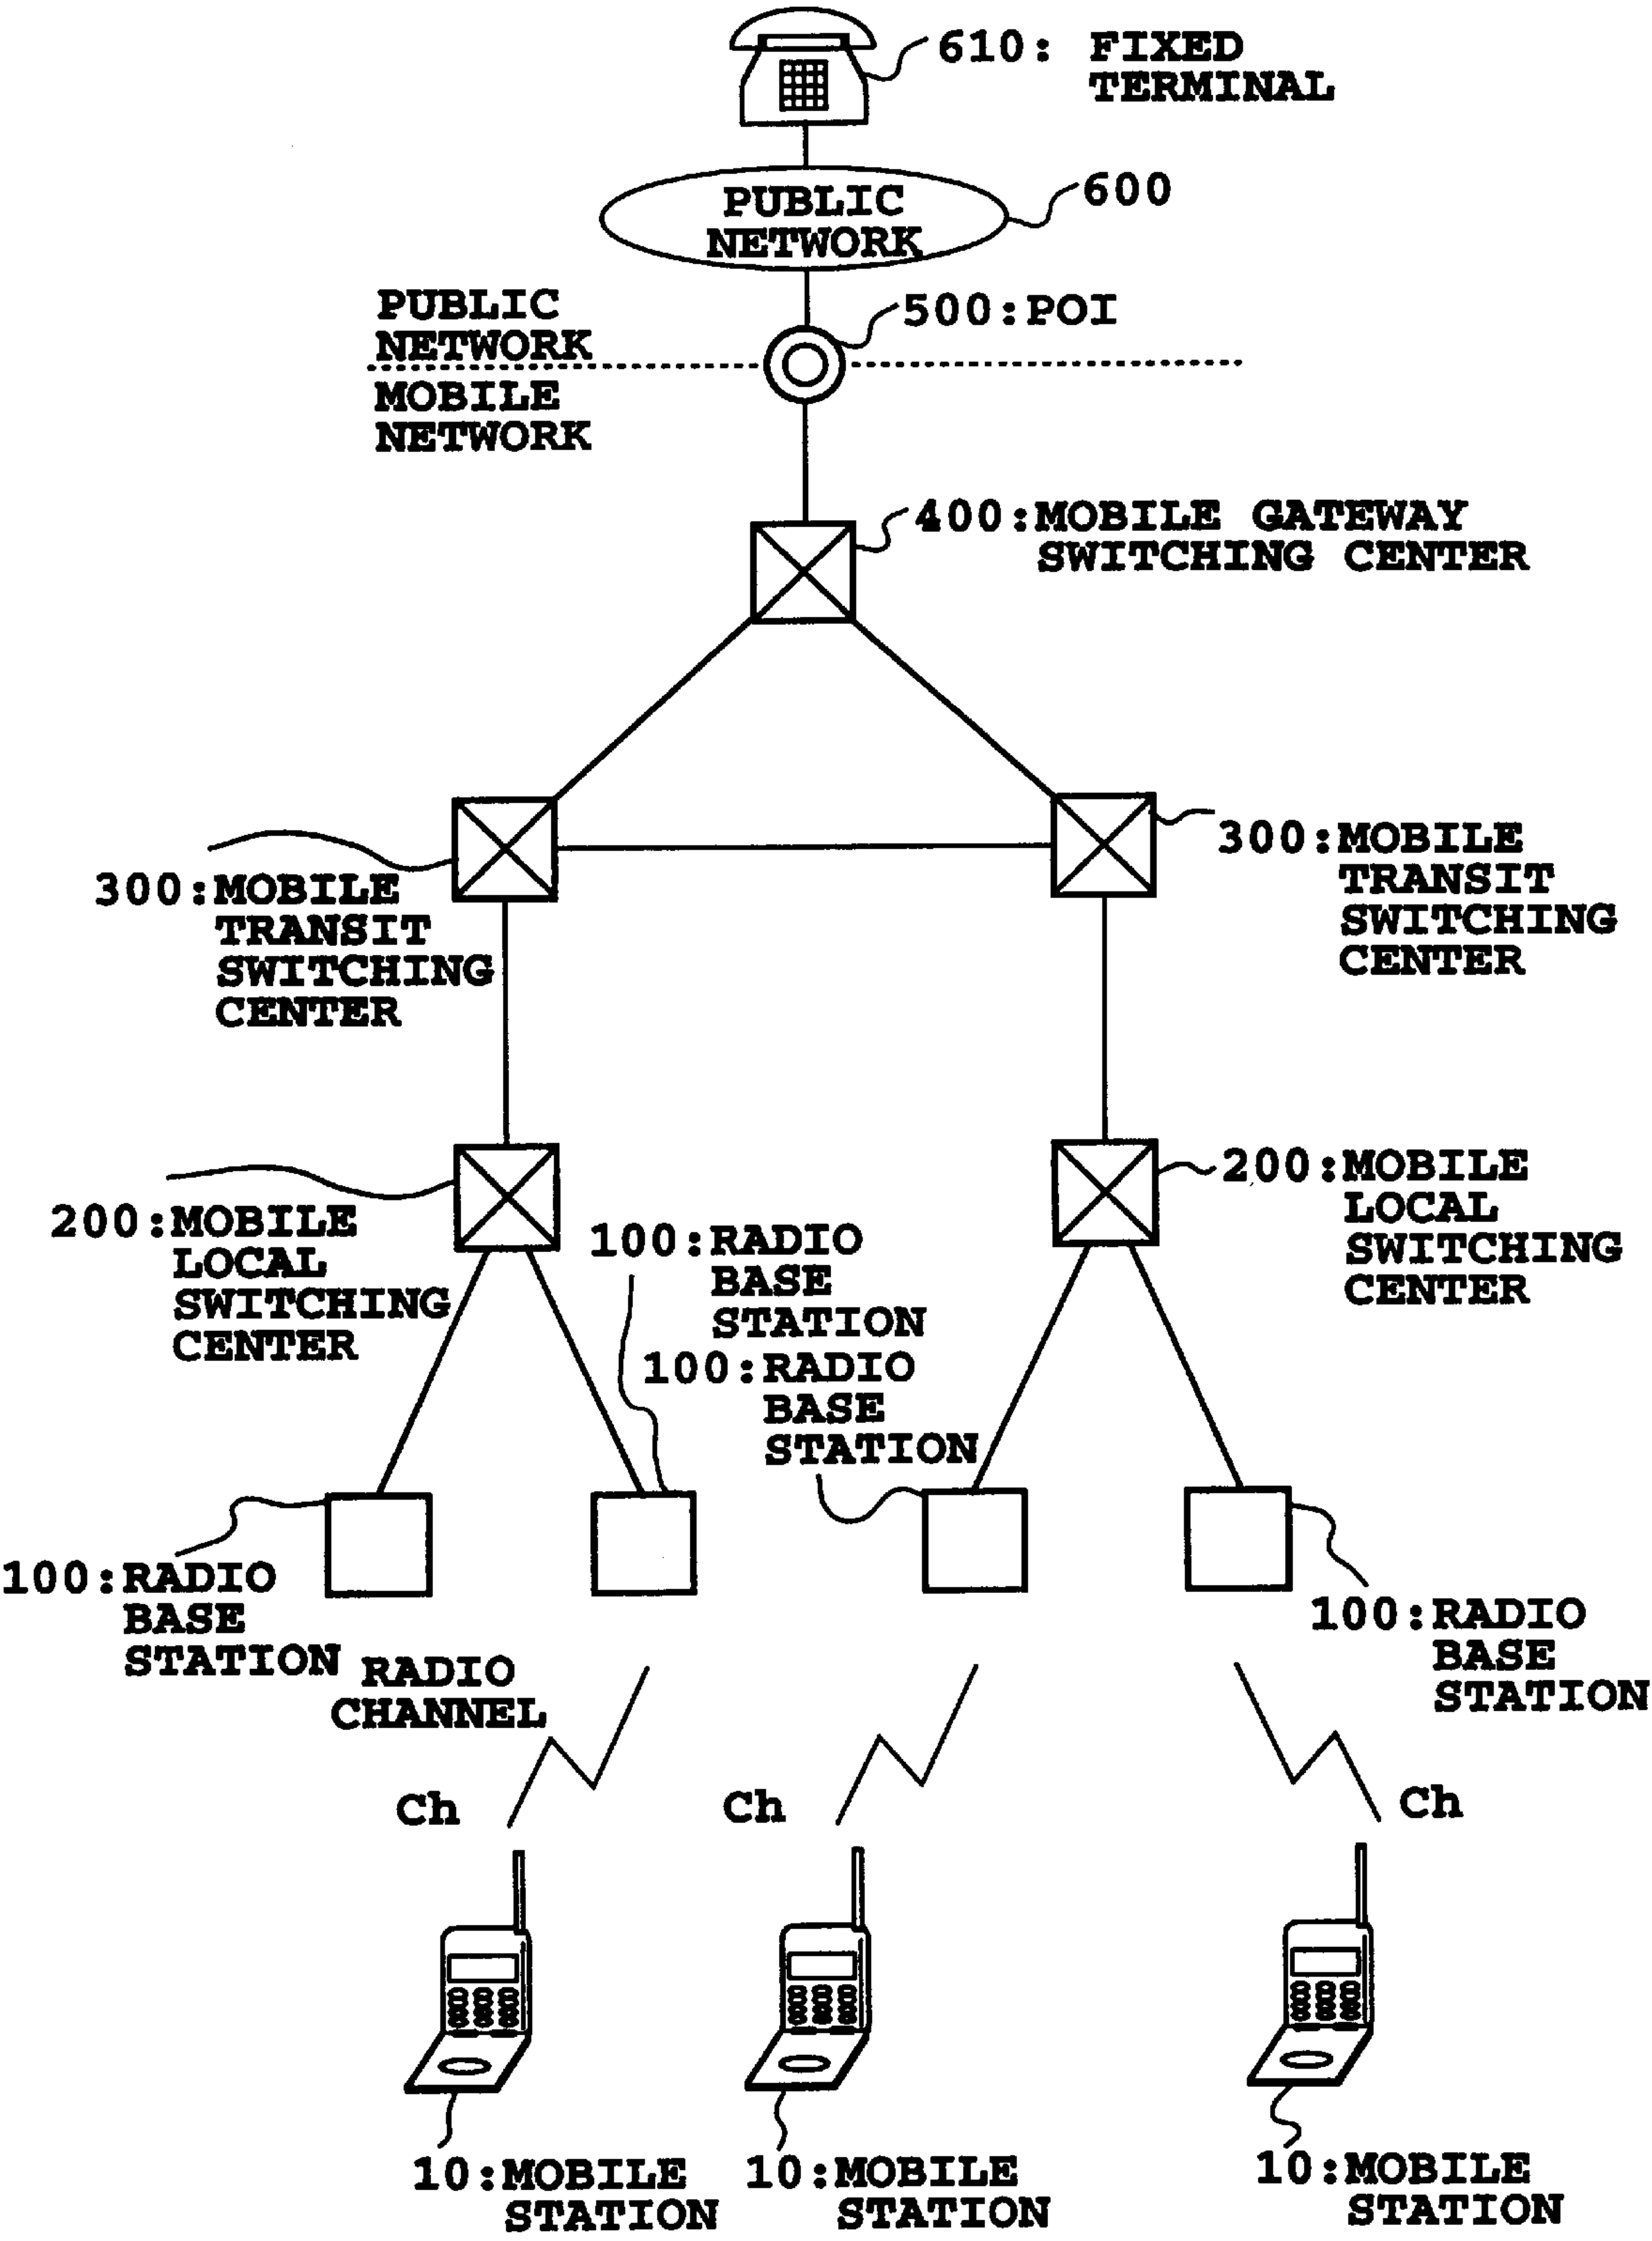 610: FIXED
TERMINAL
PUBLIC
NETWORK
600
PUBLIC
NETWORK
500:POI
MOBILE
NETWORK
400:MOBILE GATEWAY
SWITCHING CENTER
300:MOBILE
TRANSIT
SWITCHING
CENTER
300:MOBILE
TRANSIT
SWITCHING
CENTER
200:MOBILE
LOCAL
SWITCHING
CENTER
100:RADIO
BASE
STATION
200:MOBILE
LOCAL
SWITCHING
CENTER
100:RADIO
BASE
STATION
100:RADIO
BASE
STATION
100:RADIO
BASE
STATION
RADIO
CHANNEL
Ch
Ch
Ch
10:MOBILE
STATION
10:MOBILE
STATION
10:MOBILE
STATION